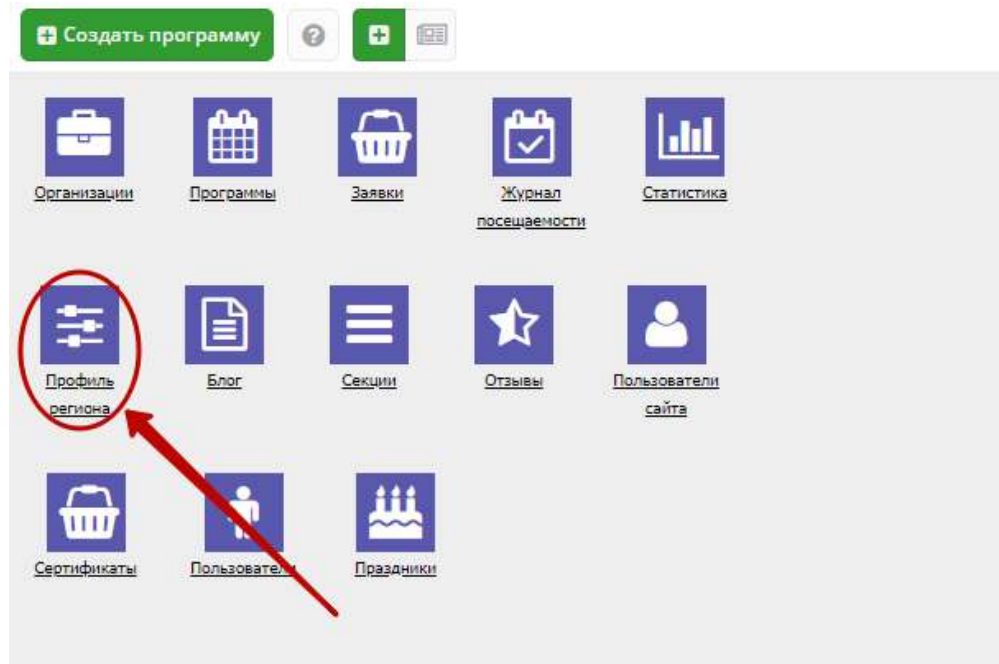 Создать программу
Организации
Программы
Заявки
Журнал
посещаемости
Статистика
Профиль
региона
Блог
Секции
Отзывы
Пользователи
сайта
Сертификаты
Пользователи
Праздники